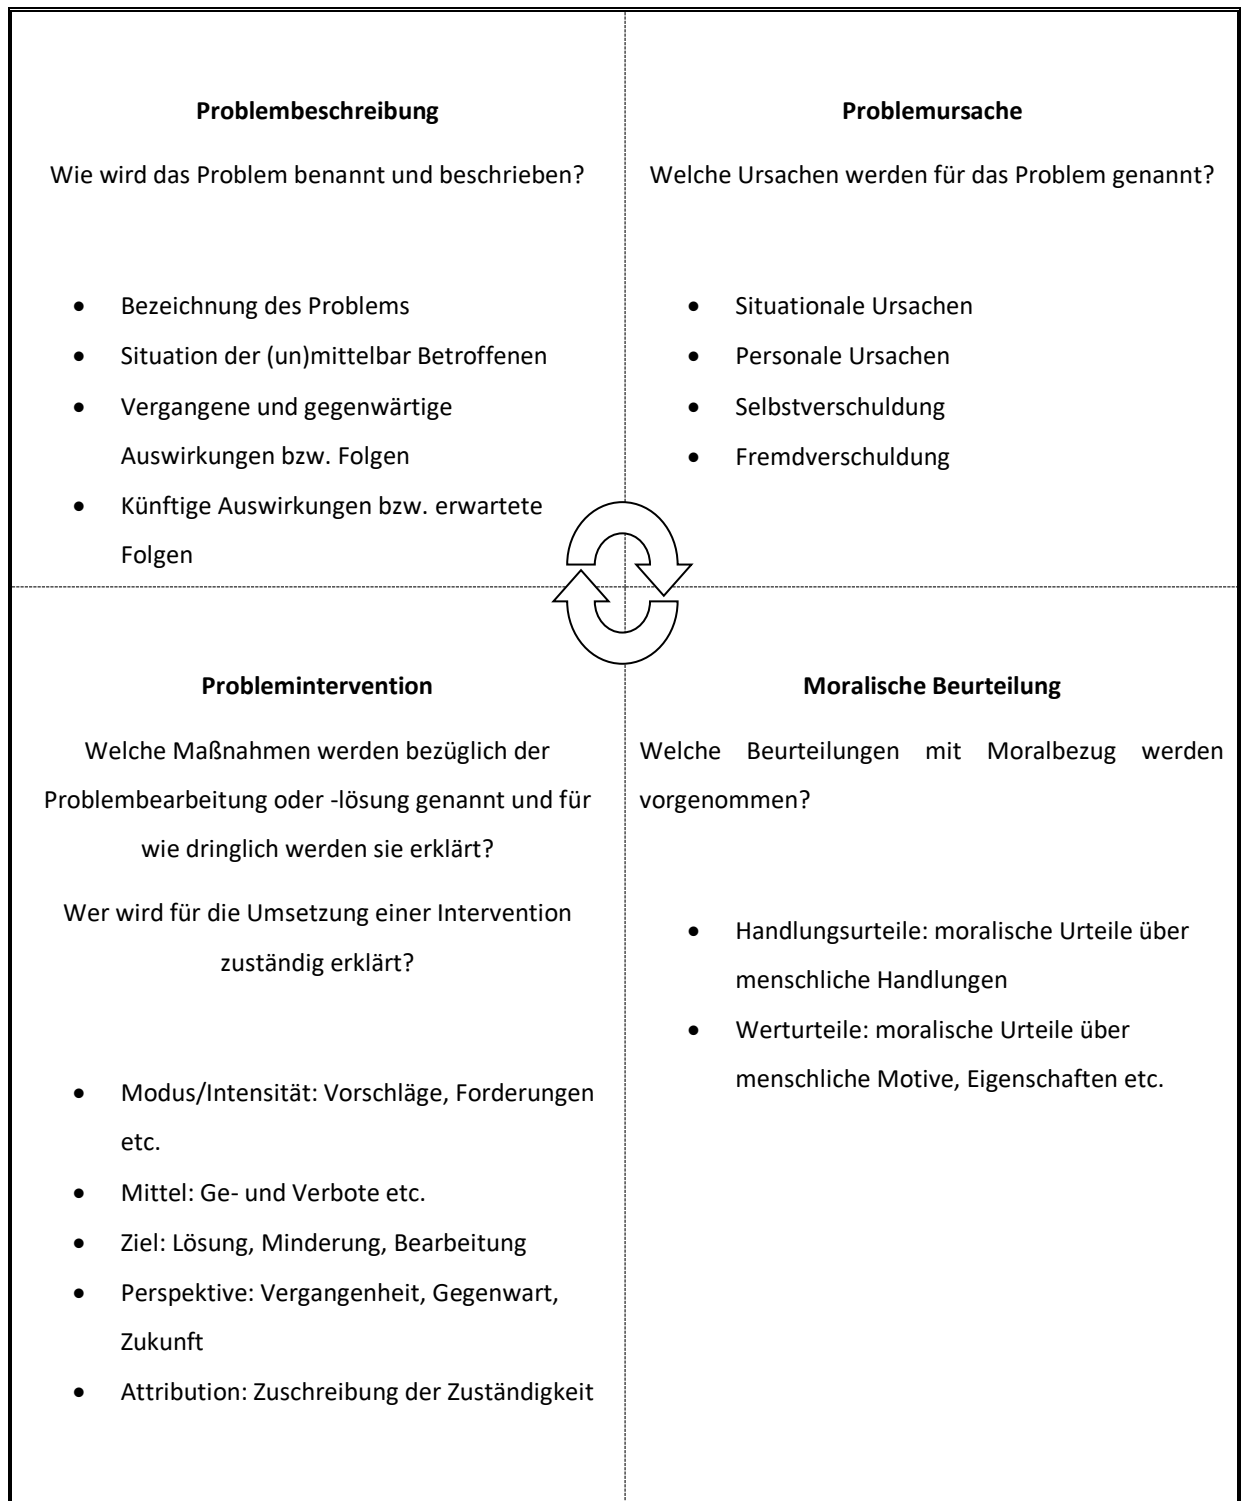 Problembeschreibung
Wie wird das Problem benannt und beschrieben?
• Bezeichnung des Problems
• Situation der (un)mittelbar Betroffenen
• Vergangene und gegenwärtige
Auswirkungen bzw. Folgen
• Künftige Auswirkungen bzw. erwartete
Folgen
Problemursache
Welche Ursachen werden für das Problem genannt?
• Situationale Ursachen
• Personale Ursachen
• Selbstverschuldung
• Fremdverschuldung
Problemintervention
Welche Maßnahmen werden bezüglich der
Problembearbeitung oder -lösung genannt und für
wie dringlich werden sie erklärt?
Wer wird für die Umsetzung einer Intervention
zuständig erklärt?
• Modus/Intensität: Vorschläge, Forderungen
etc.
• Mittel: Ge- und Verbote etc.
• Ziel: Lösung, Minderung, Bearbeitung
• Perspektive: Vergangenheit, Gegenwart,
Zukunft
• Attribution: Zuschreibung der Zuständigkeit
Moralische Beurteilung
Welche Beurteilungen mit Moralbezug werden
vorgenommen?
• Handlungsurteile: moralische Urteile über
menschliche Handlungen
• Werturteile: moralische Urteile über
menschliche Motive, Eigenschaften etc.